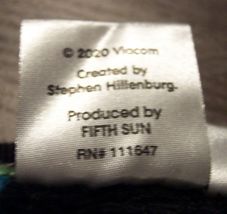 © 2020 Viacom
Created by
Stephen Hillenburg.
Produced by
FIFTH SUN
RN# 111647